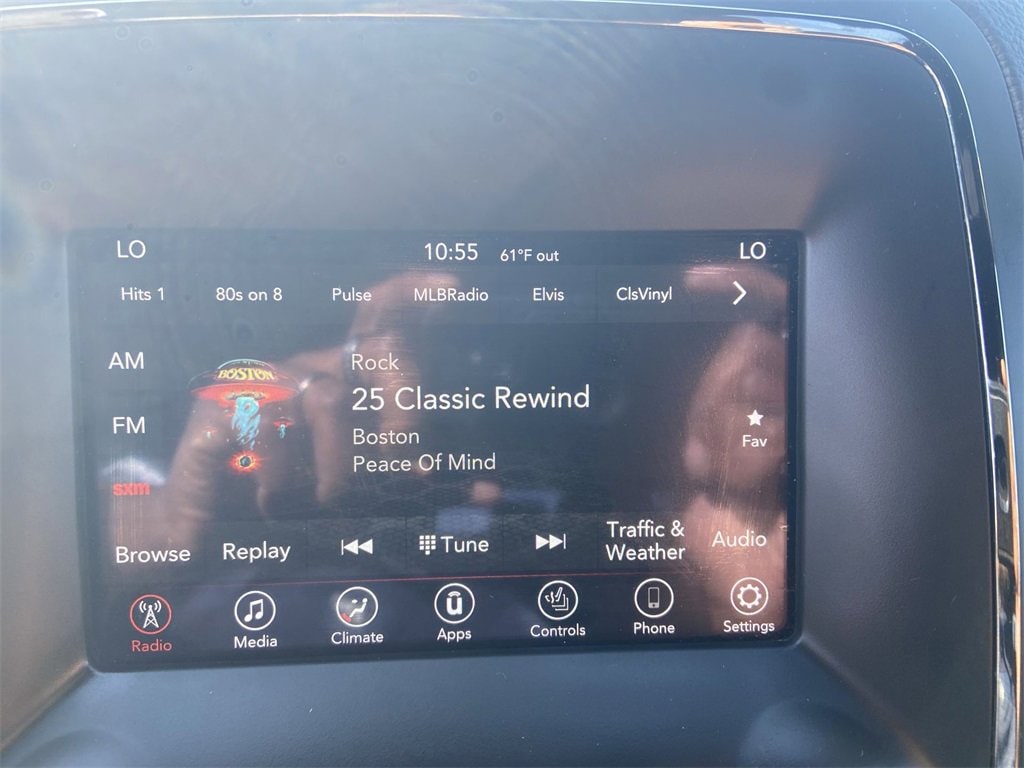 LO 10:55 61°F out LO
Hits 1 80s on 8 Pulse MLBRadio Elvis ClsVinyl
AM
FM
sxm
BOSTON
Rock
25 Classic Rewind
Boston
Peace Of Mind
Fav
Browse Replay Tune Traffic &
Weather Audio
Radio Media Climate Apps Controls Phone Settings